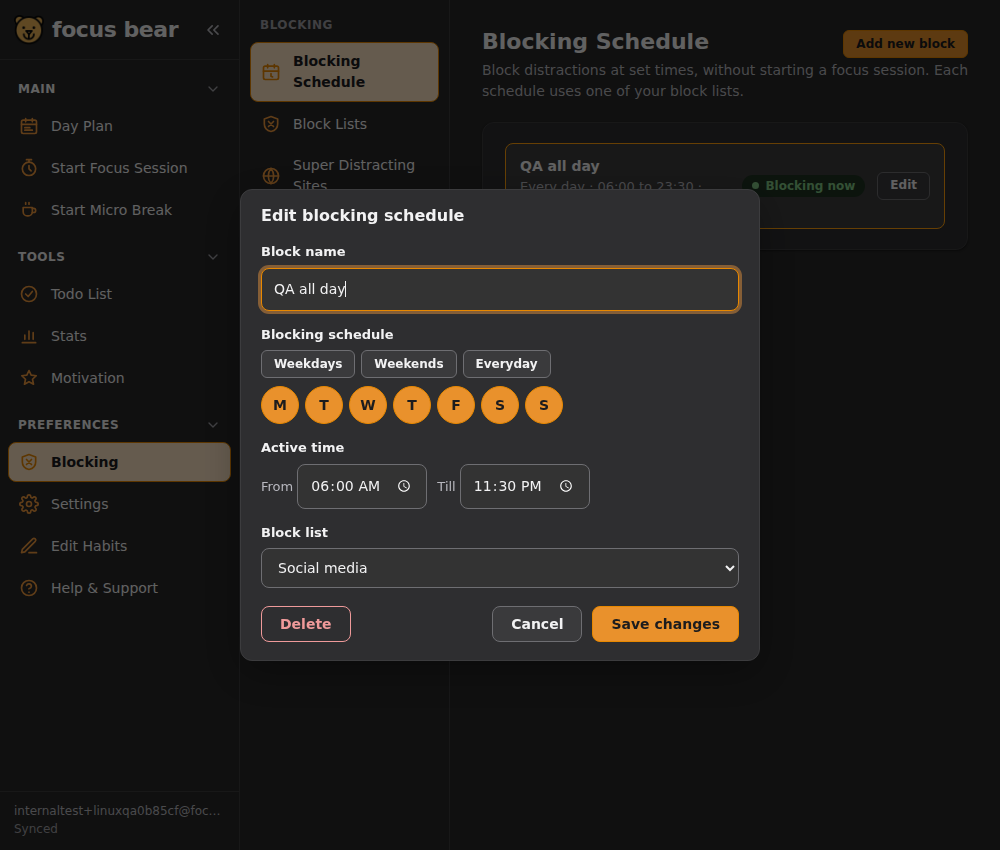 focus bear
MAIN
Day Plan
Start Focus Session
Start Micro Break
TOOLS
Todo List
Stats
Motivation
PREFERENCES
Blocking
Settings
Edit Habits
Help & Support
internaltest+linuxqa0b85cf@foc...
Synced
BLOCKING
Blocking
Schedule
Block Lists
Super Distracting
Sites
Blocking Schedule
Add new block
Block distractions at set times, without starting a focus session. Each
schedule uses one of your block lists.
QA all day
Every day · 06:00 to 23:30 ·
Blocking now
Edit
Edit blocking schedule
Block name
QA all day
Blocking schedule
Weekdays Weekends Everyday
M T W T F S S
Active time
From 06:00 AM Till 11:30 PM
Block list
Social media
Delete Cancel Save changes